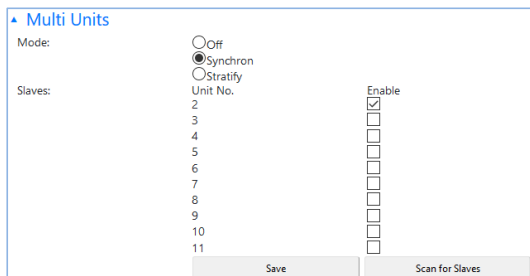 Multi Units
Mode:
Off
Synchron
Stratify
Slaves: Unit No. Enable
2
3
4
5
6
7
8
9
10
11
Save Scan for Slaves